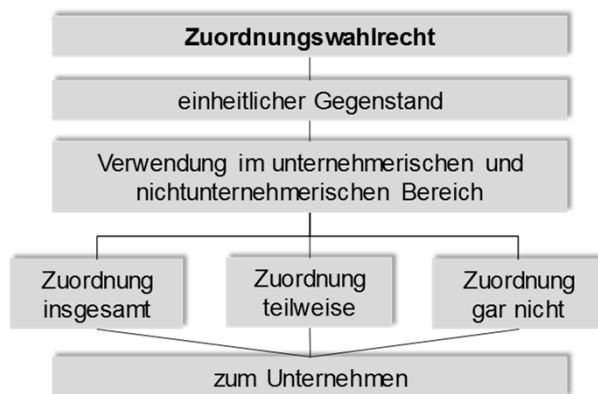 Zuordnungswahlrecht
einheitlicher Gegenstand
Verwendung im unternehmerischen und
nichtunternehmerischen Bereich
Zuordnung
insgesamt
Zuordnung
teilweise
Zuordnung
gar nicht
zum Unternehmen